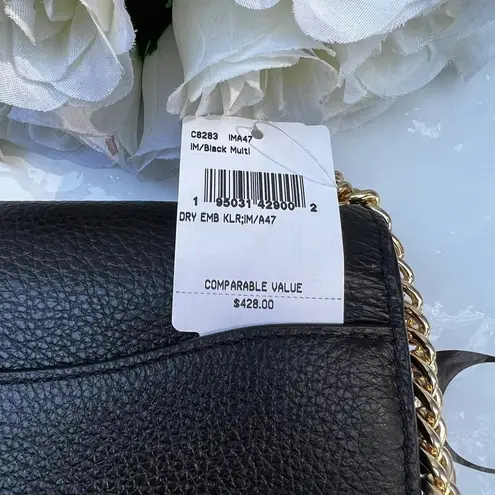 C8283 IMA47
IM/Black Multi
1 95031 42900 2
DRY EMB KLR;IM/A47
COMPARABLE VALUE
$428.00